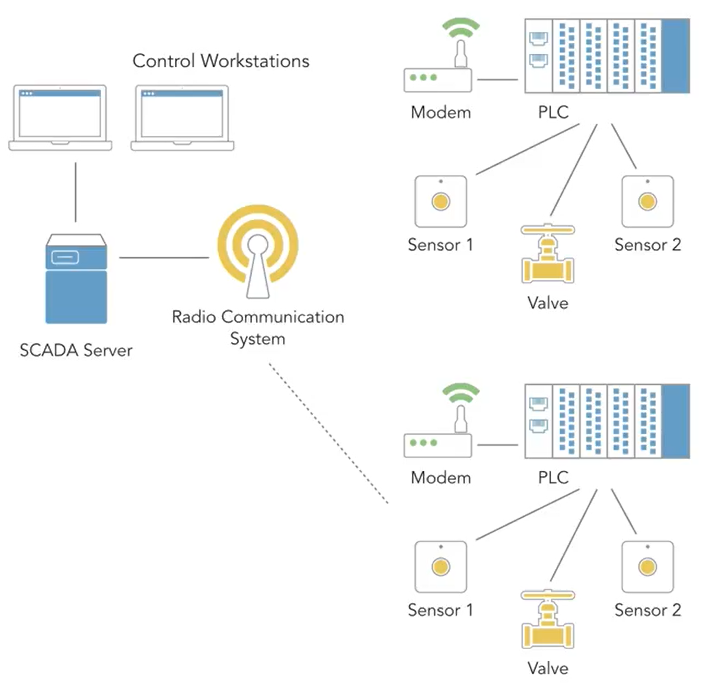 Control Workstations
Modem
PLC
Sensor 1
Sensor 2
Valve
Radio Communication
System
SCADA Server
Modem
PLC
Sensor 1
Sensor 2
Valve